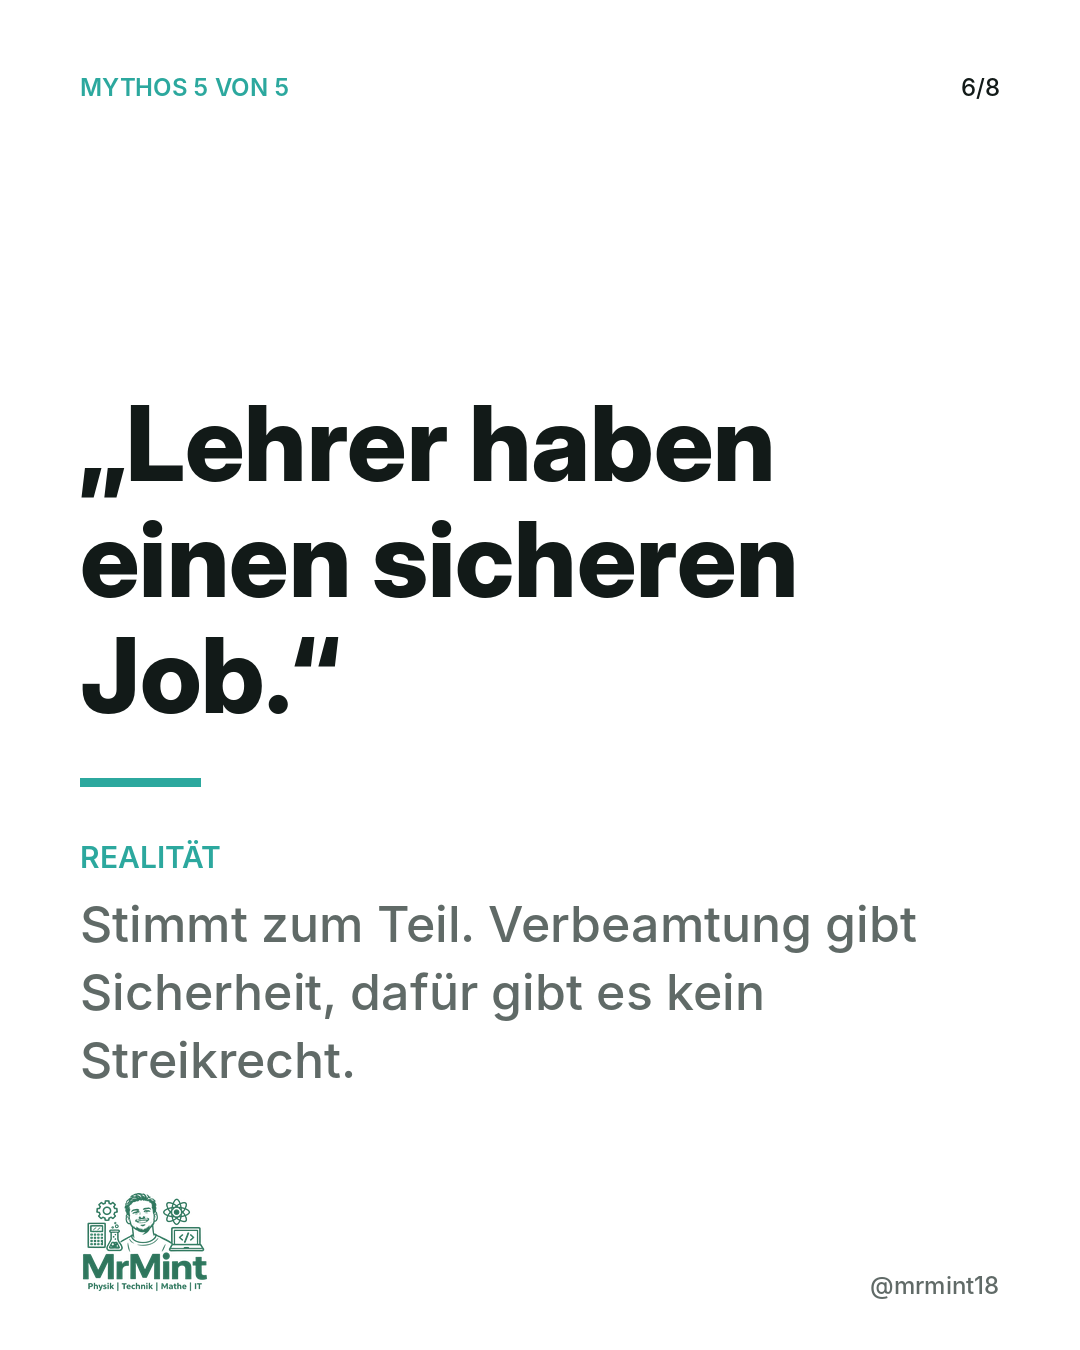 MYTHOS 5 VON 5
6/8
„Lehrer haben
einen sicheren
Job.“
REALITÄT
Stimmt zum Teil. Verbeamtung gibt
Sicherheit, dafür gibt es kein
Streikrecht.
MrMint
Physik | Technik | Mathe | IT
@mrmint18